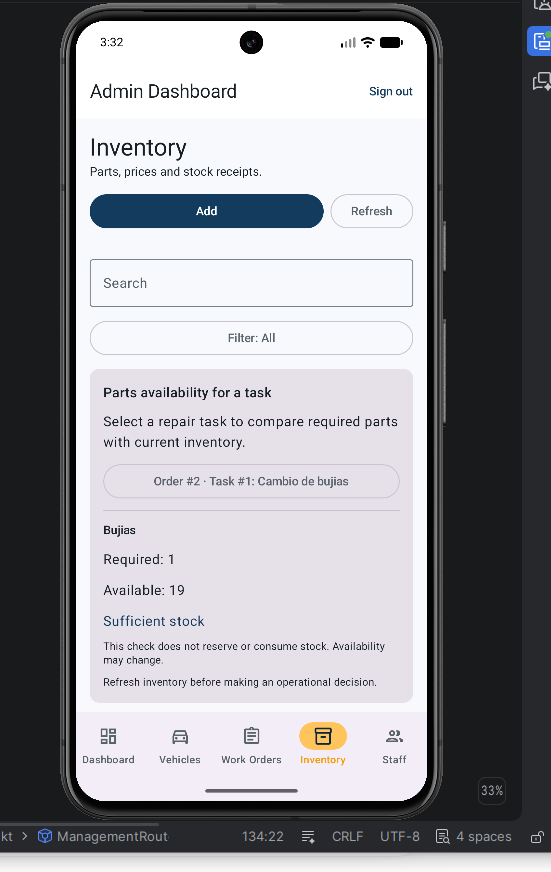 3:32
Admin Dashboard
Sign out
Inventory
Parts, prices and stock receipts.
Add
Refresh
Search
Filter: All
Parts availability for a task
Select a repair task to compare required parts
with current inventory.
Order #2 · Task #1: Cambio de bujias
Bujias
Required: 1
Available: 19
Sufficient stock
This check does not reserve or consume stock. Availability
may change.
Refresh inventory before making an operational decision.
Dashboard
Vehicles
Work Orders
Inventory
Staff
33%
kt
ManagementRout
134:22
CRLF
UTF-8
4 spaces